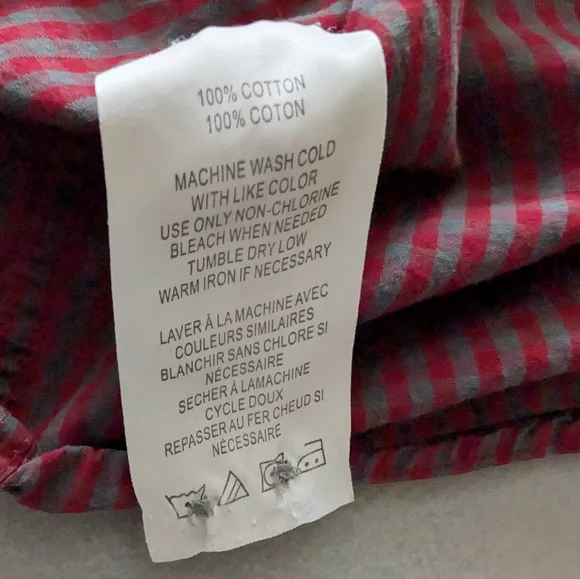 100% COTTON
100% COTON
MACHINE WASH COLD
WITH LIKE COLOR
USE ONLY NON-CHLORINE
BLEACH WHEN NEEDED
TUMBLE DRY LOW
WARM IRON IF NECESSARY
LAVER À LA MACHINE AVEC
COULEURS SIMILAIRES
BLANCHIR SANS CHLORE SI
NÉCESSAIRE
SECHER À LAMACHINE
CYCLE DOUX
REPASSER AU FER CHEUD SI
NÉCESSAIRE